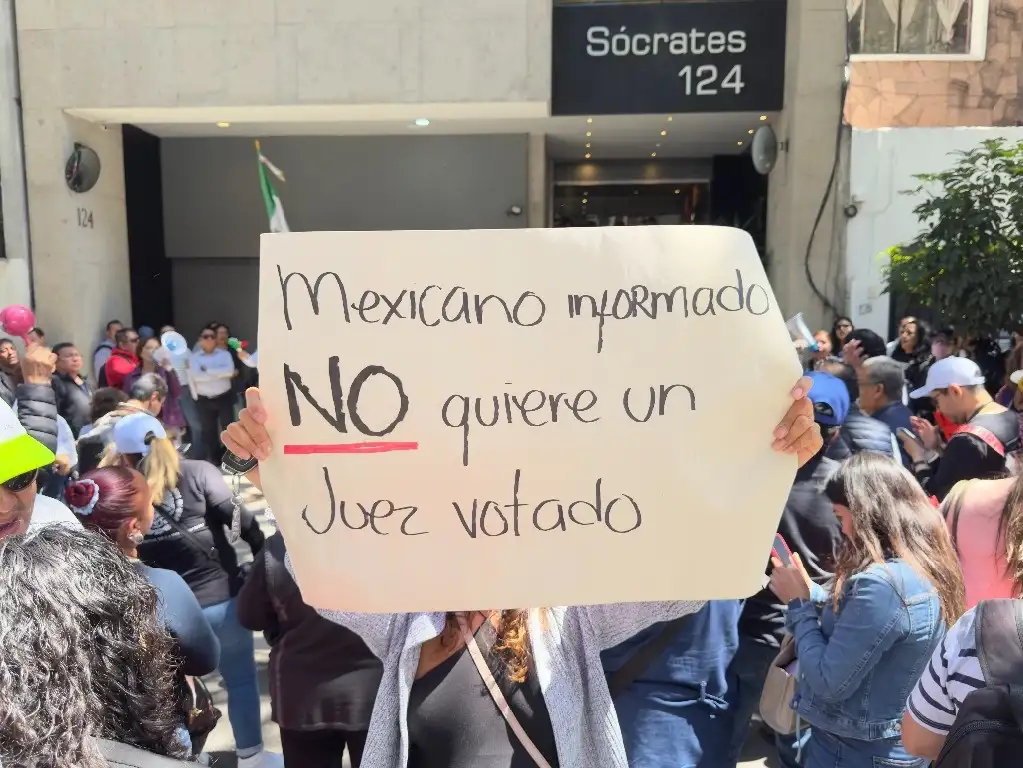 Sócrates
124
124
Mexicano informado
NO quiere un
Juez votado